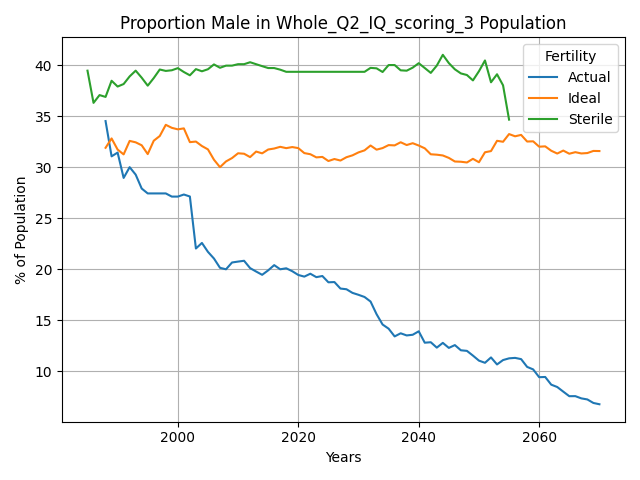 Proportion Male in Whole_Q2_IQ_scoring_3 Population
Fertility
Actual
Ideal
Sterile
% of Population
40
35
30
25
20
15
10
2000
2020
2040
2060
Years